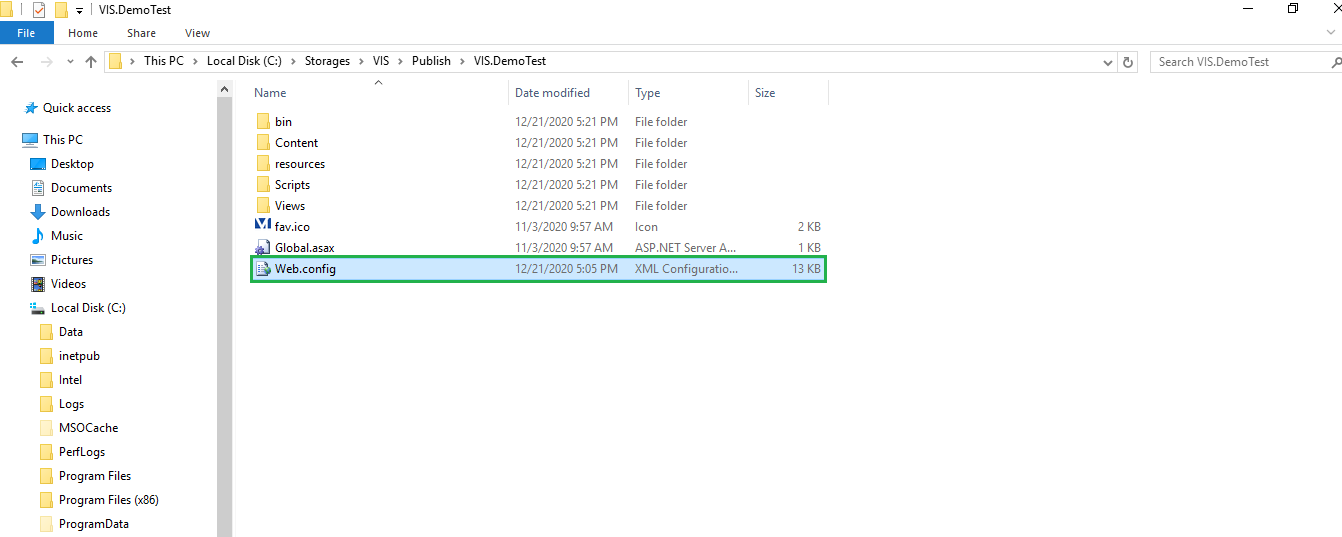 VIS.DemoTest
File Home Share View
This PC Local Disk (C:) Storages VIS Publish VIS.DemoTest Search VIS.DemoTest
Name Date modified Type Size
Quick access
This PC
Desktop
Documents
Downloads
Music
Pictures
Videos
Local Disk (C:)
Data
inetpub
Intel
Logs
MSOCache
PerfLogs
Program Files
Program Files (x86)
ProgramData
bin 12/21/2020 5:21 PM File folder
Content 12/21/2020 5:21 PM File folder
resources 12/21/2020 5:21 PM File folder
Scripts 12/21/2020 5:21 PM File folder
Views 12/21/2020 5:21 PM File folder
fav.ico 11/3/2020 9:57 AM Icon 2 KB
Global.asax 11/3/2020 9:57 AM ASP.NET Server A... 1 KB
Web.config 12/21/2020 5:05 PM XML Configuratio... 13 KB